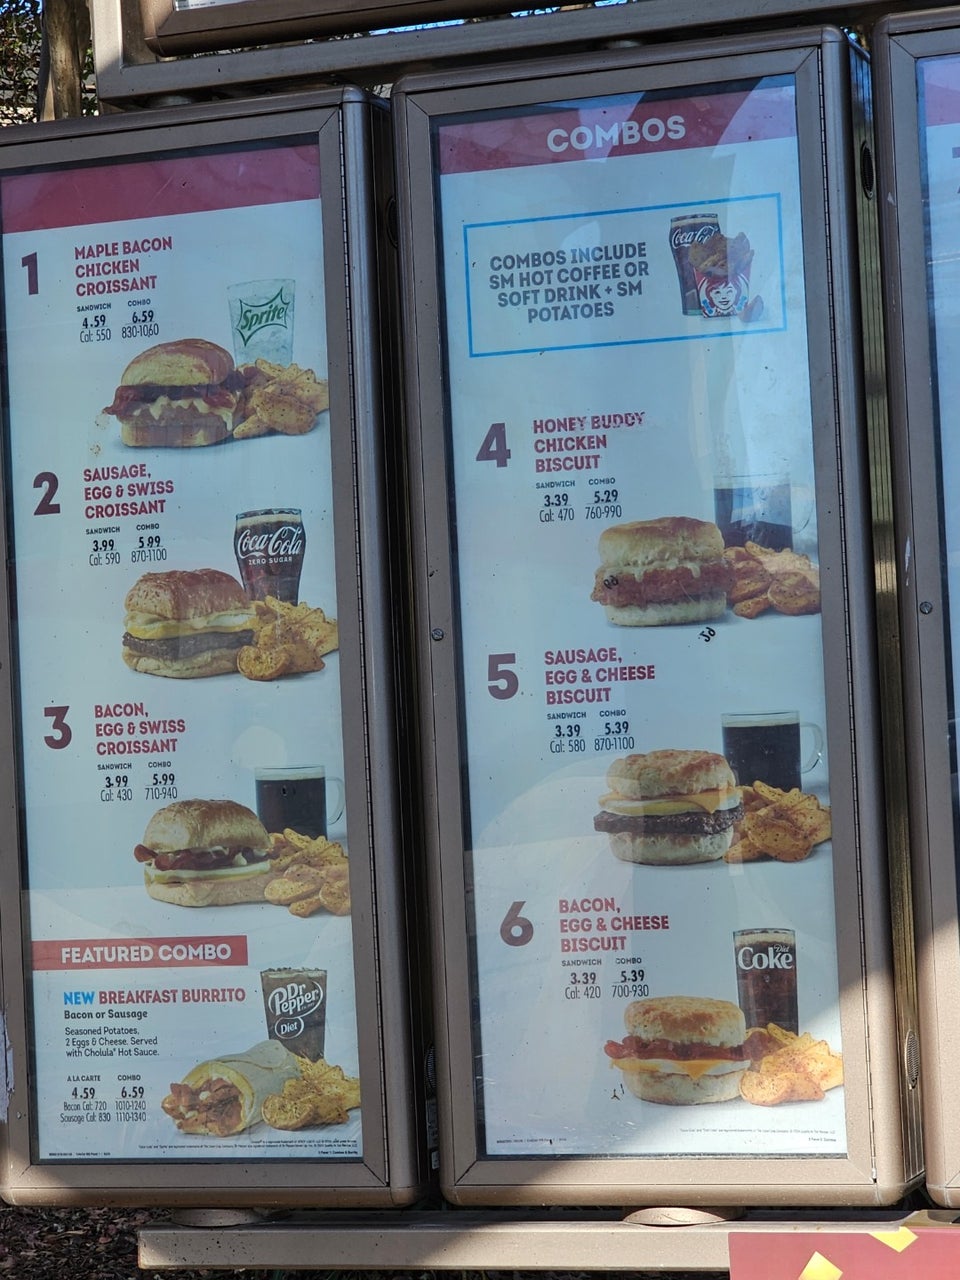 1
MAPLE BACON
CHICKEN
CROISSANT
SANDWICH COMBO
4.59 6.59
Cal: 550 830-1060
Sprite
2
SAUSAGE,
EGG & SWISS
CROISSANT
SANDWICH COMBO
3.99 5.99
Cal: 590 870-1100
Coca-Cola
ZERO SUGAR
3
BACON,
EGG & SWISS
CROISSANT
SANDWICH COMBO
3.99 5.99
Cal: 430 710-940
FEATURED COMBO
NEW BREAKFAST BURRITO
Bacon or Sausage
Seasoned Potatoes,
2 Eggs & Cheese. Served
with Cholula® Hot Sauce.
A LA CARTE COMBO
4.59 6.59
Bacon Cal: 720 1010-1240
Sausage Cal: 830 1110-1340
Dr Pepper
Diet
COMBOS
COMBOS INCLUDE
SM HOT COFFEE OR
SOFT DRINK + SM
POTATOES
Coca-Cola
4
HONEY BUDDY
CHICKEN
BISCUIT
SANDWICH COMBO
3.39 5.29
Cal: 470 760-990
5
SAUSAGE,
EGG & CHEESE
BISCUIT
SANDWICH COMBO
3.39 5.39
Cal: 580 870-1100
6
BACON,
EGG & CHEESE
BISCUIT
SANDWICH COMBO
3.39 5.39
Cal: 420 700-930
Diet
Coke